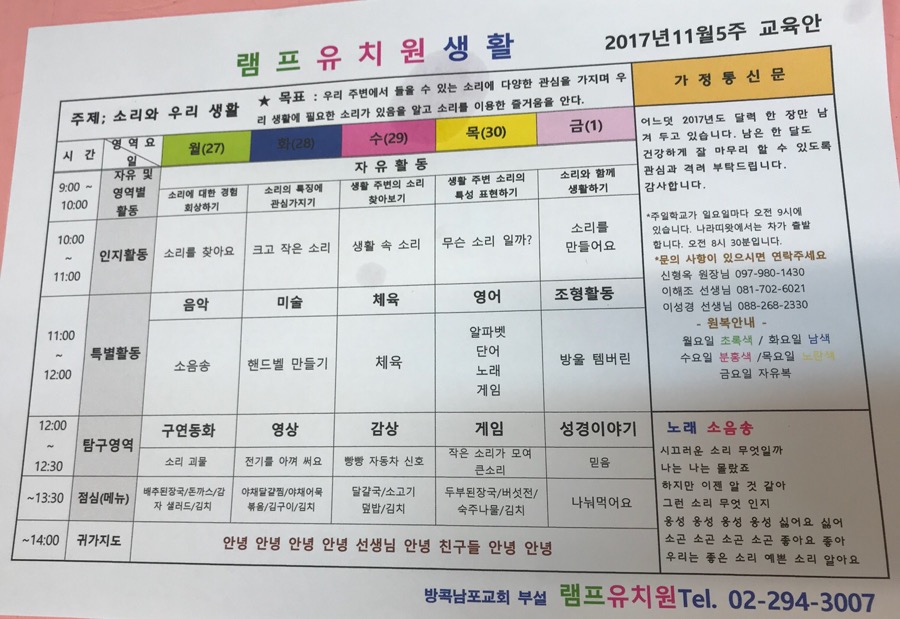 램프 유치원 생활
2017년11월5주 교육안
주제; 소리와 우리 생활
★ 목표 : 우리 주변에서 들을 수 있는 소리에 다양한 관심을 가지며 우
리 생활에 필요한 소리가 있음을 알고 소리를 이용한 즐거움을 안다.
시 간
영 역 요
일
월(27)
화(28)
수(29)
목(30)
금(1)
9:00 ~
10:00
자유 및
영역별
활동
자 유 활 동
소리에 대한 경험
회상하기
소리의 특징에
관심가지기
생활 주변의 소리
찾아보기
생활 주변 소리의
특성 표현하기
소리와 함께
생활하기
10:00
~
11:00
인지활동
소리를 찾아요
크고 작은 소리
생활 속 소리
무슨 소리 일까?
소리를
만들어요
11:00
~
12:00
특별활동
음악
미술
체육
영어
조형활동
소음송
핸드벨 만들기
체육
알파벳
단어
노래
게임
방울 템버린
12:00
~
12:30
탐구영역
구연동화
영상
감상
게임
성경이야기
소리 괴물
전기를 아껴 써요
빵빵 자동차 신호
작은 소리가 모여
큰소리
믿음
~13:30
점심(메뉴)
배추된장국/돈까스/감
자 샐러드/김치
야채달걀찜/야채어묵
볶음/김구이/김치
달걀국/소고기
덮밥/김치
두부된장국/버섯전/
숙주나물/김치
나눠먹어요
~14:00
귀가지도
안녕 안녕 안녕 안녕 선생님 안녕 친구들 안녕 안녕
가 정 통 신 문
어느덧 2017년도 달력 한 장만 남
겨 두고 있습니다. 남은 한 달도
건강하게 잘 마무리 할 수 있도록
관심과 격려 부탁드립니다.
감사합니다.
*주일학교가 일요일마다 오전 9시에
있습니다. 나라띠왓에서는 차가 출발
합니다. 오전 8시 30분입니다.
*문의 사항이 있으시면 연락주세요
신형옥 원장님 097-980-1430
이해조 선생님 081-702-6021
이성경 선생님 088-268-2330
- 원복안내 -
월요일 초록색 / 화요일 남색
수요일 분홍색 /목요일 노란색
금요일 자유복
노래 소음송
시끄러운 소리 무엇일까
나는 나는 몰랐죠
하지만 이젠 알 것 같아
그런 소리 무엇 인지
웅성 웅성 웅성 웅성 싫어요 싫어
소곤 소곤 소곤 소곤 좋아요 좋아
우리는 좋은 소리 예쁜 소리 알아요
방콕남포교회 부설 램프유치원Tel. 02-294-3007